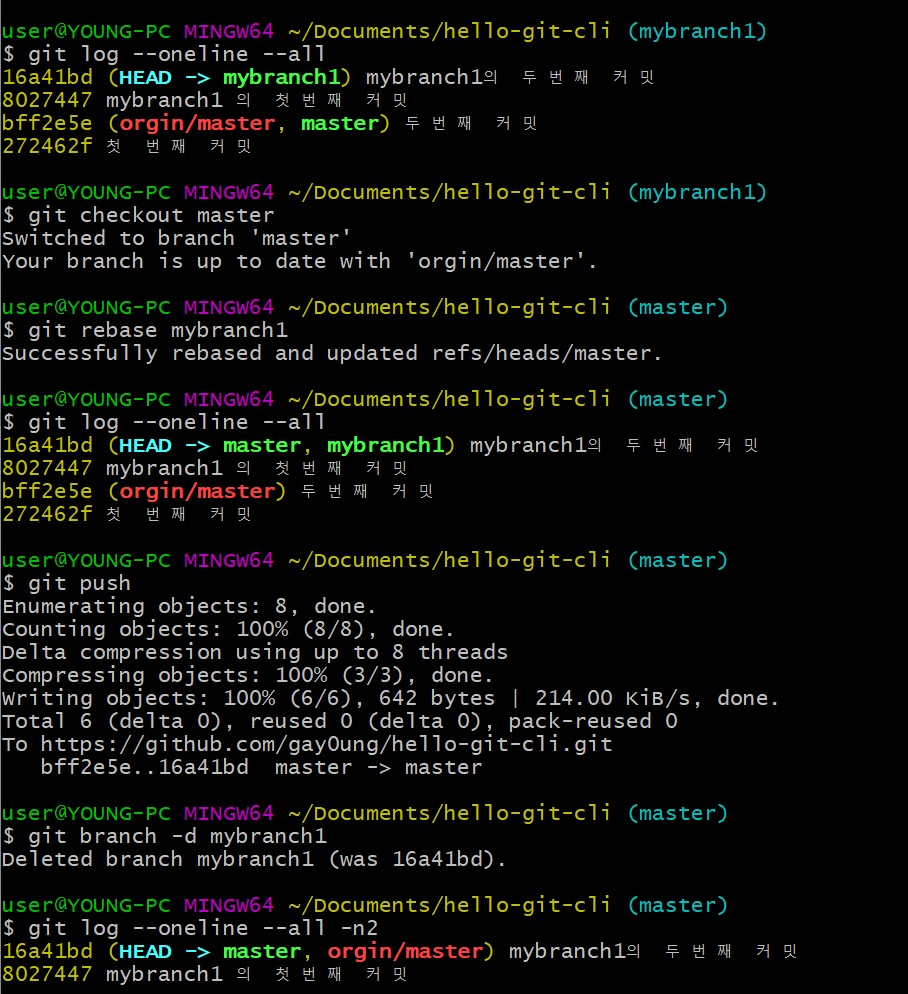 user@YOUNG-PC MINGW64 ~/Documents/hello-git-cli (mybranch1)
$ git log --oneline --all
16a41bd (HEAD -> mybranch1) mybranch1의 두 번 째 커 밋
8027447 mybranch1 의 첫 번 째 커 밋
bff2e5e (orgin/master, master) 두 번 째 커 밋
272462f 첫 번 째 커 밋
user@YOUNG-PC MINGW64 ~/Documents/hello-git-cli (mybranch1)
$ git checkout master
Switched to branch 'master'
Your branch is up to date with 'orgin/master'.
user@YOUNG-PC MINGW64 ~/Documents/hello-git-cli (master)
$ git rebase mybranch1
Successfully rebased and updated refs/heads/master.
user@YOUNG-PC MINGW64 ~/Documents/hello-git-cli (master)
$ git log --oneline --all
16a41bd (HEAD -> master, mybranch1) mybranch1의 두 번 째 커 밋
8027447 mybranch1 의 첫 번 째 커 밋
bff2e5e (orgin/master) 두 번 째 커 밋
272462f 첫 번 째 커 밋
user@YOUNG-PC MINGW64 ~/Documents/hello-git-cli (master)
$ git push
Enumerating objects: 8, done.
Counting objects: 100% (8/8), done.
Delta compression using up to 8 threads
Compressing objects: 100% (3/3), done.
Writing objects: 100% (6/6), 642 bytes | 214.00 KiB/s, done.
Total 6 (delta 0), reused 0 (delta 0), pack-reused 0
To https://github.com/gay0ung/hello-git-cli.git
   bff2e5e..16a41bd  master -> master
user@YOUNG-PC MINGW64 ~/Documents/hello-git-cli (master)
$ git branch -d mybranch1
Deleted branch mybranch1 (was 16a41bd).
user@YOUNG-PC MINGW64 ~/Documents/hello-git-cli (master)
$ git log --oneline --all -n2
16a41bd (HEAD -> master, orgin/master) mybranch1의 두 번 째 커 밋
8027447 mybranch1 의 첫 번 째 커 밋